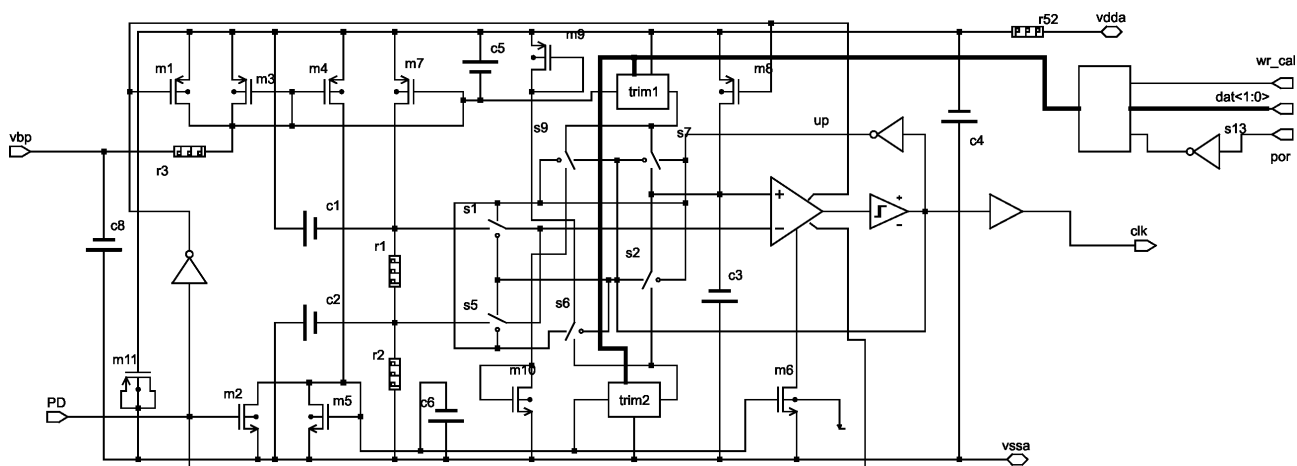 r52
vdda
m9
c5
m1
m3
m4
m7
m8
trim1
wr_cal
dat<1:0>
s9
s7
up
c4
s13
vbp
r3
por
c1
s1
+
+
c8
−
−
clk
r1
s2
c3
c2
s5
s6
r2
m11
m10
m6
PD
m2
m5
c6
trim2
vssa